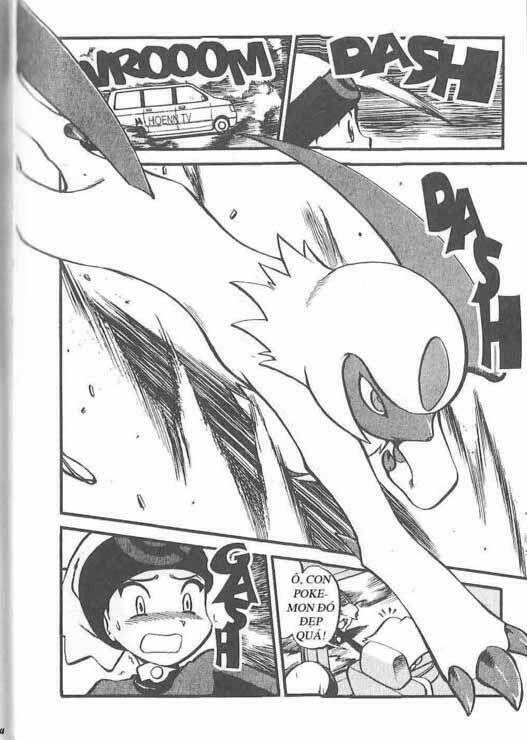 VROOOM
HOENN TV
DASH
DASH
GASH
Ồ, CON
POKE-
MON ĐÓ
ĐẸP
QUÁ!